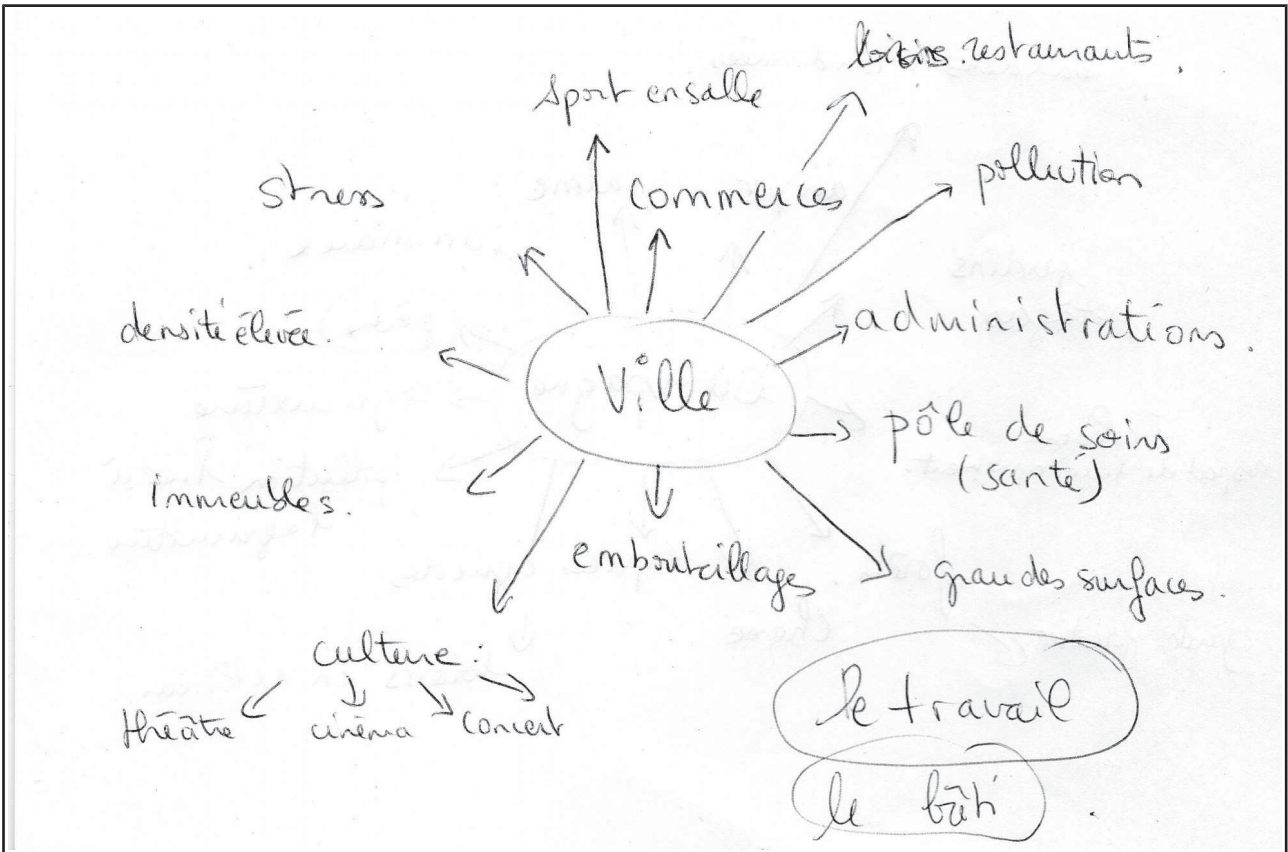 loisirs restaurants.
sport en salle
stress
commerces
pollution
densité élevée.
administrations.
Ville
pôle de soins
(santé)
immeubles.
embouteillages
grandes surfaces.
culture :
théâtre
cinéma
concert
le travail
le bâti